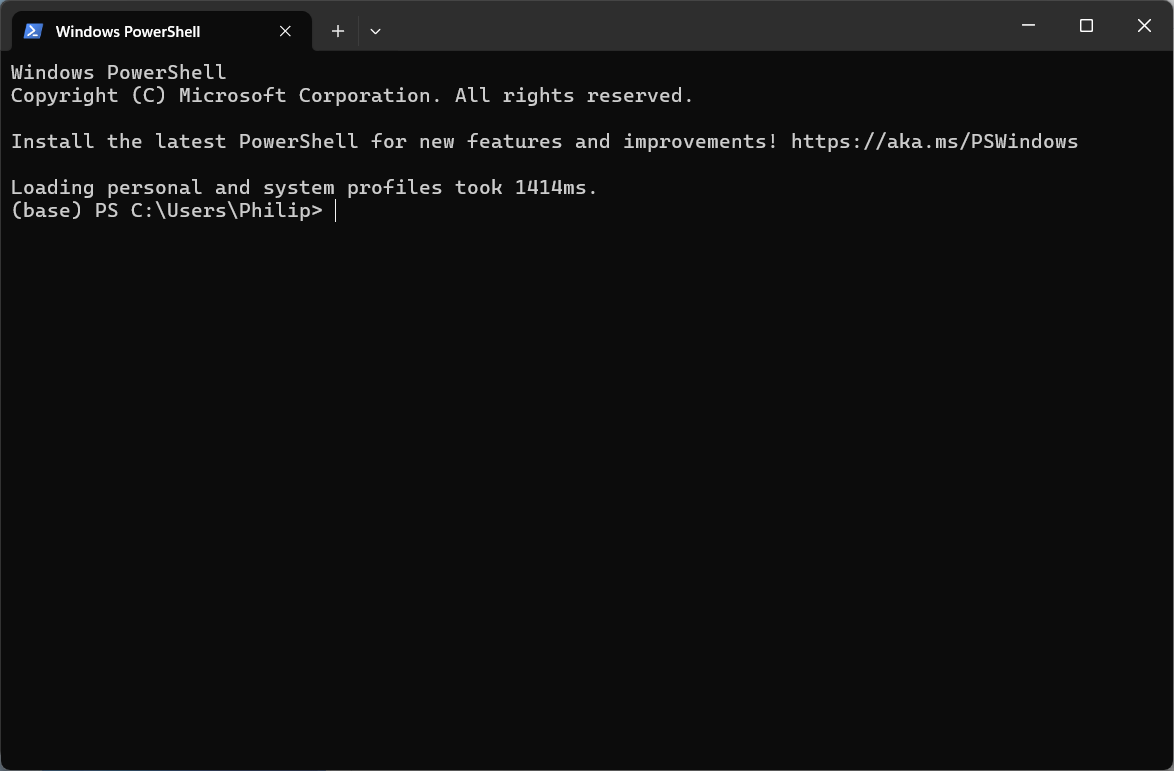 Windows PowerShell
Windows PowerShell
Copyright (C) Microsoft Corporation. All rights reserved.
Install the latest PowerShell for new features and improvements! https://aka.ms/PSWindows
Loading personal and system profiles took 1414ms.
(base) PS C:\Users\Philip>